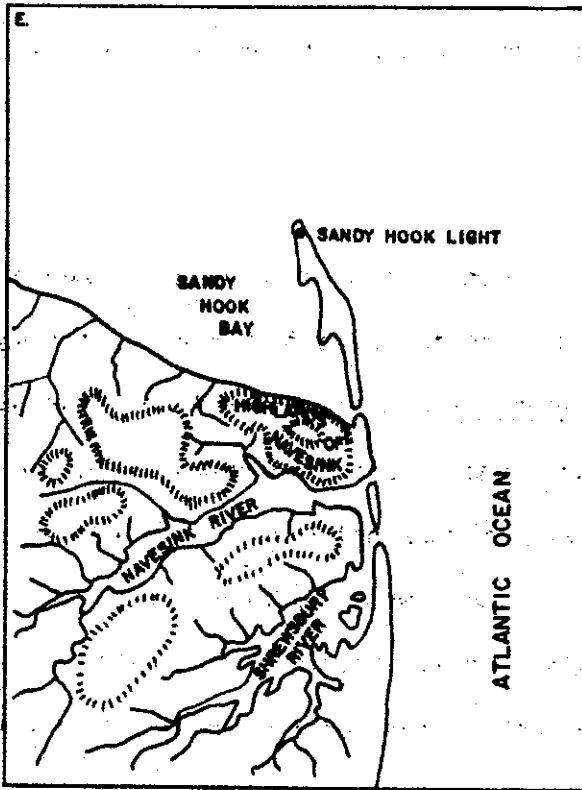 E.
SANDY HOOK LIGHT
SANDY
HOOK
BAY
HIGHLANDS OF
NAVESINK
NAVESINK RIVER
SHREWSBURY
RIVER
ATLANTIC OCEAN